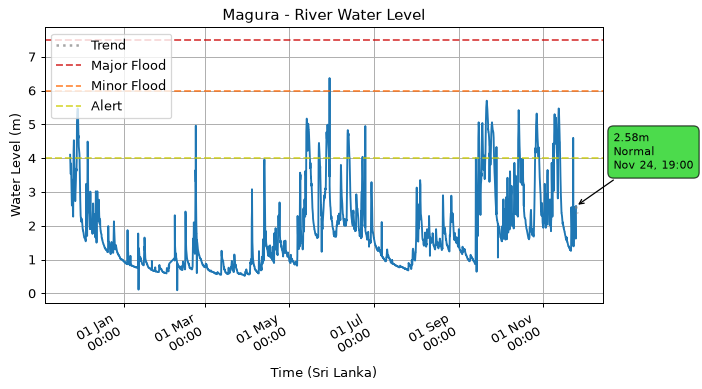 Magura - River Water Level
Trend
Major Flood
Minor Flood
Alert
Water Level (m)
7
6
5
4
3
2
1
0
2.58m
Normal
Nov 24, 19:00
01 Jan
00:00
01 Mar
00:00
01 May
00:00
01 Jul
00:00
01 Sep
00:00
01 Nov
00:00
Time (Sri Lanka)